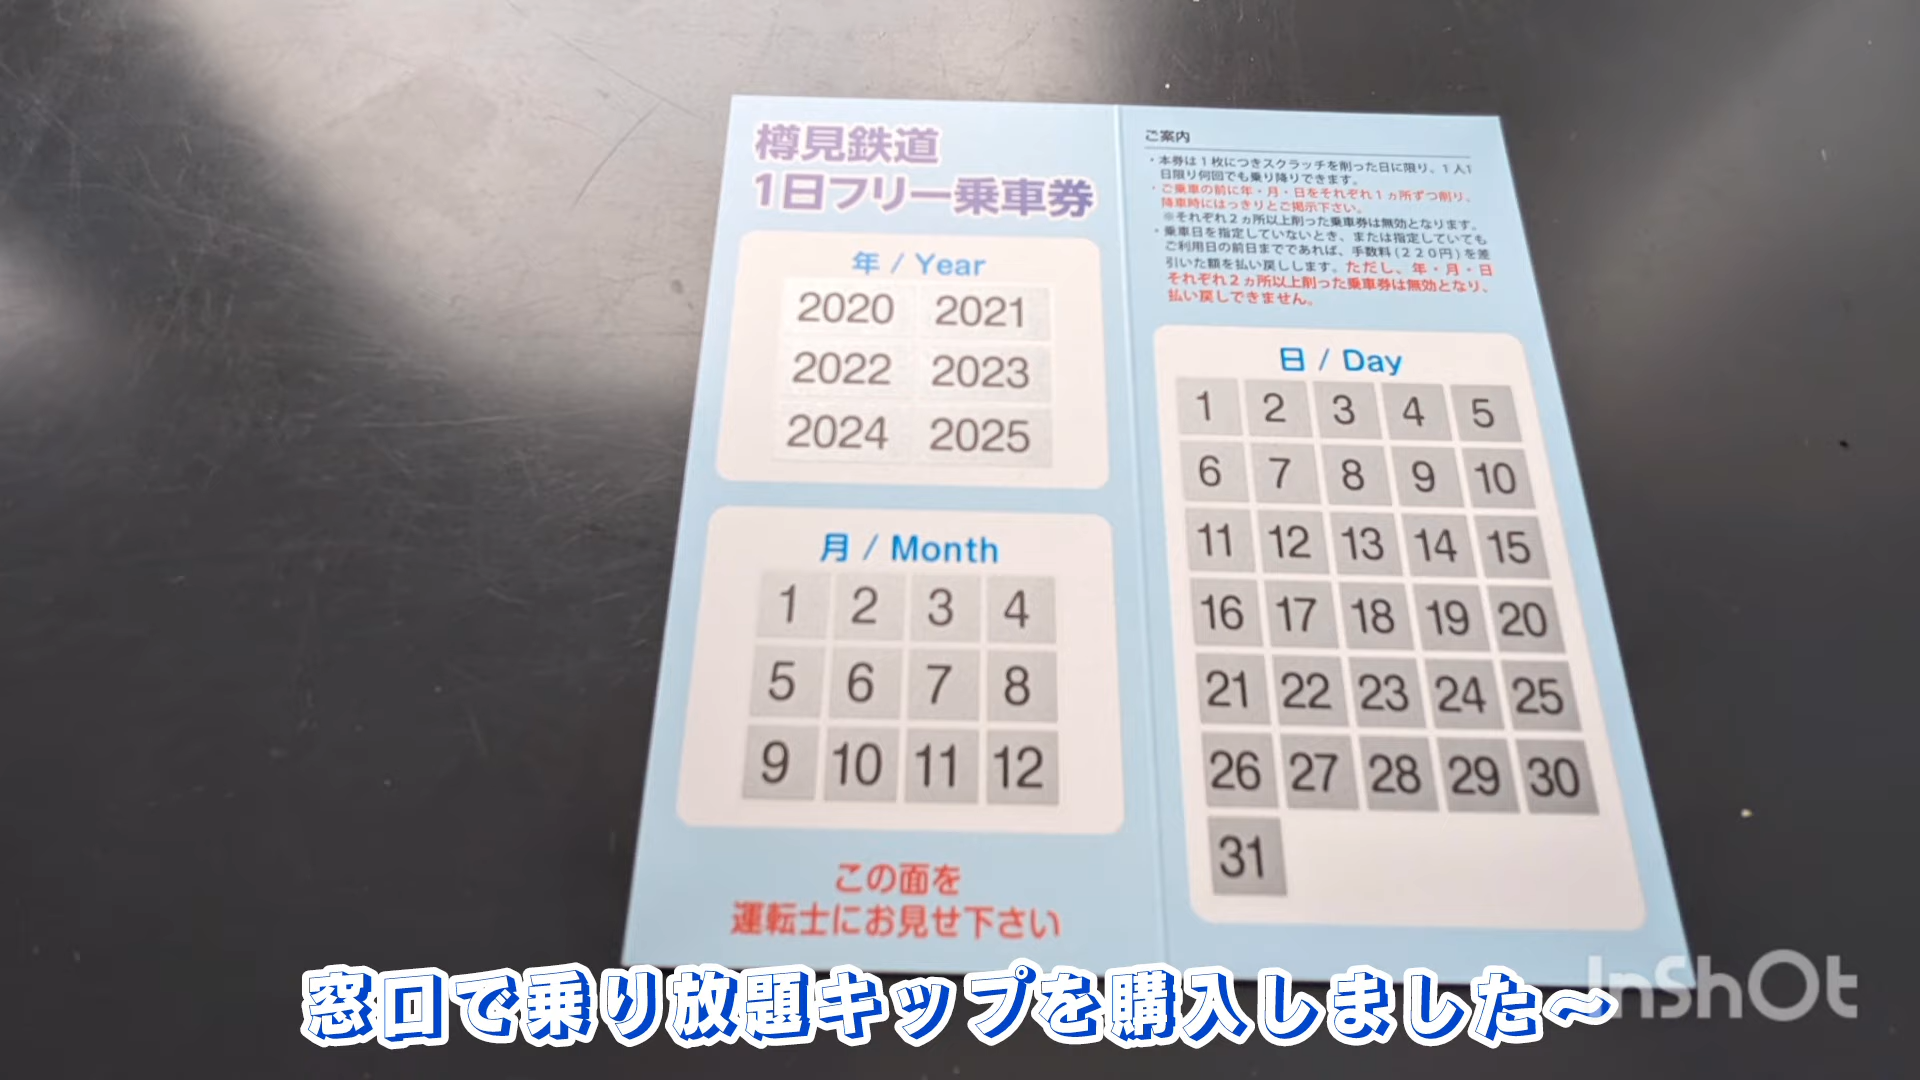 樽見鉄道
1日フリー乗車券
年 / Year
2020 2021
2022 2023
2024 2025
月 / Month
1 2 3 4
5 6 7 8
9 10 11 12
この面を
運転士にお見せ下さい
ご案内
・本券は1枚につきスクラッチを削った日に限り、1人1
日限り何回でも乗り降りできます。
・ご乗車の前に年・月・日をそれぞれ1ヵ所ずつ削り、
降車時にはっきりとご掲示下さい。
※それぞれ2ヵ所以上削った乗車券は無効となります。
・乗車日を指定していないとき、または指定していても
ご利用日の前日までであれば、手数料(220円)を差
引いた額を払い戻しします。ただし、年・月・日
それぞれ2ヵ所以上削った乗車券は無効となり、
払い戻しできません。
日 / Day
1 2 3 4 5
6 7 8 9 10
11 12 13 14 15
16 17 18 19 20
21 22 23 24 25
26 27 28 29 30
31
窓口で乗り放題キップを購入しました～
InShOt